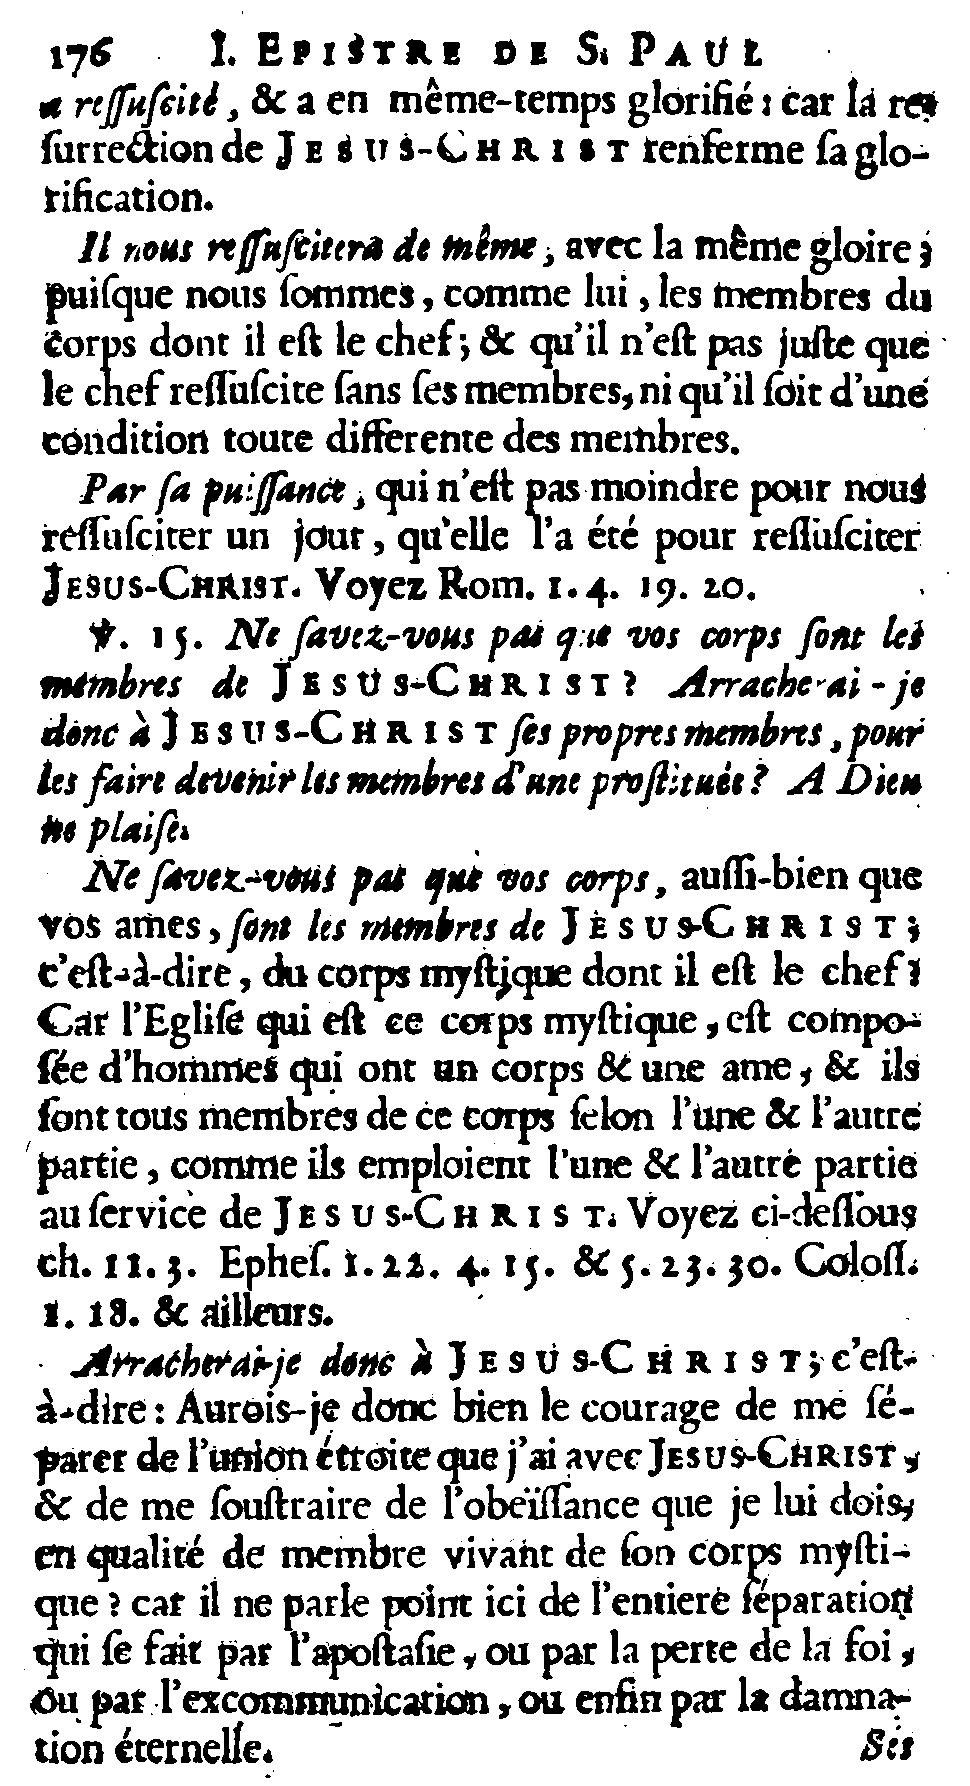 176 I. EPISTRE DE S. PAUL
a reſſuſcité, & a en même-temps glorifié : car la re-
ſurrection de JESUS-CHRIST renferme ſa glo-
rification.
Il nous reſſuſcitera de même, avec la même gloire ;
puiſque nous ſommes, comme lui, les membres du
corps dont il eſt le chef ; & qu'il n'eſt pas juſte que
le chef reſſuſcite ſans ſes membres, ni qu'il ſoit d'une
condition toute differente des membres.
Par ſa puiſſance, qui n'eſt pas moindre pour nous
reſſuſciter un jour, qu'elle l'a été pour reſſuſciter
JESUS-CHRIST. Voyez Rom. 1. 4. 19. 20.
℣. 15. Ne ſavez-vous pas que vos corps ſont les
membres de JESUS-CHRIST ? Arracherai-je
donc à JESUS-CHRIST ſes propres membres, pour
les faire devenir les membres d'une proſtituée ? A Dieu
ne plaiſe.
Ne ſavez-vous pas que vos corps, auſſi-bien que
vos ames, ſont les membres de JESUS-CHRIST ;
c'eſt-à-dire, du corps myſtique dont il eſt le chef ?
Car l'Egliſe qui eſt ce corps myſtique, eſt compo-
ſée d'hommes qui ont un corps & une ame, & ils
ſont tous membres de ce corps ſelon l'une & l'autre
partie, comme ils emploient l'une & l'autre partie
au ſervice de JESUS-CHRIST. Voyez ci-deſſous
ch. 11. 3. Epheſ. 1. 22. 4. 15. & 5. 23. 30. Coloſſ.
1. 18. & ailleurs.
Arracherai-je donc à JESUS-CHRIST ; c'eſt-
à-dire : Aurois-je donc bien le courage de me ſé-
parer de l'union étroite que j'ai avec JESUS-CHRIST,
& de me ſouſtraire de l'obeïſſance que je lui dois,
en qualité de membre vivant de ſon corps myſti-
que ? car il ne parle point ici de l'entiere ſéparation
qui ſe fait par l'apoſtaſie, ou par la perte de la foi,
ou par l'excommunication, ou enfin par la damna-
tion éternelle.
Ses